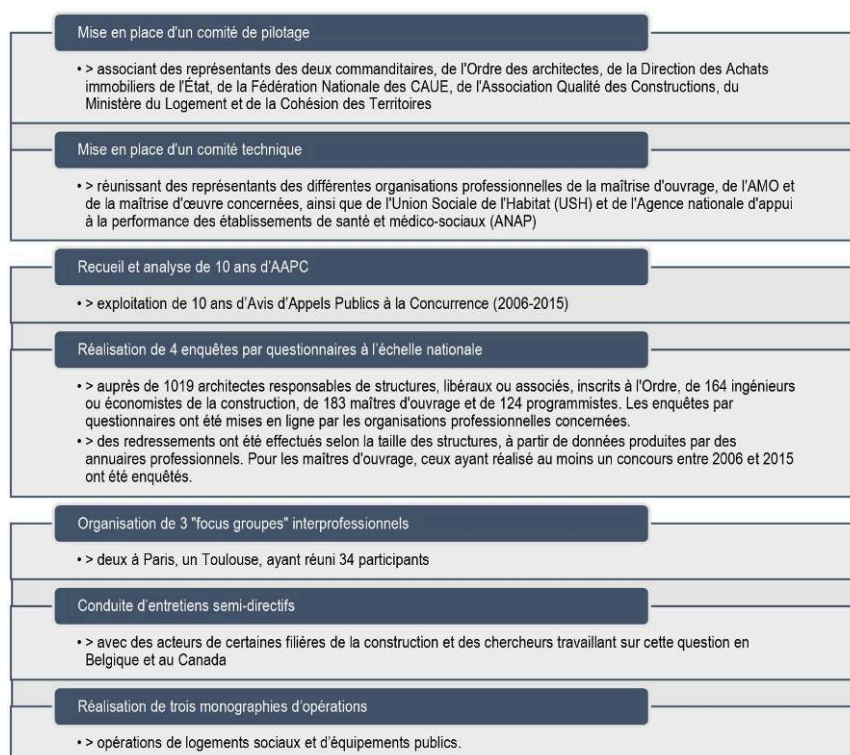 Mise en place d'un comité de pilotage
• > associant des représentants des deux commanditaires, de l'Ordre des architectes, de la Direction des Achats
immobiliers de l'État, de la Fédération Nationale des CAUE, de l'Association Qualité des Constructions, du
Ministère du Logement et de la Cohésion des Territoires
Mise en place d'un comité technique
• > réunissant des représentants des différentes organisations professionnelles de la maîtrise d'ouvrage, de l'AMO et
de la maîtrise d'œuvre concernées, ainsi que de l'Union Sociale de l'Habitat (USH) et de l'Agence nationale d'appui
à la performance des établissements de santé et médico-sociaux (ANAP)
Recueil et analyse de 10 ans d'AAPC
• > exploitation de 10 ans d'Avis d'Appels Publics à la Concurrence (2006-2015)
Réalisation de 4 enquêtes par questionnaires à l'échelle nationale
• > auprès de 1019 architectes responsables de structures, libéraux ou associés, inscrits à l'Ordre, de 164 ingénieurs
ou économistes de la construction, de 183 maîtres d'ouvrage et de 124 programmistes. Les enquêtes par
questionnaires ont été mises en ligne par les organisations professionnelles concernées.
• > des redressements ont été effectués selon la taille des structures, à partir de données produites par des
annuaires professionnels. Pour les maîtres d'ouvrage, ceux ayant réalisé au moins un concours entre 2006 et 2015
ont été enquêtés.
Organisation de 3 "focus groupes" interprofessionnels
• > deux à Paris, un Toulouse, ayant réuni 34 participants
Conduite d'entretiens semi-directifs
• > avec des acteurs de certaines filières de la construction et des chercheurs travaillant sur cette question en
Belgique et au Canada
Réalisation de trois monographies d'opérations
• > opérations de logements sociaux et d'équipements publics.